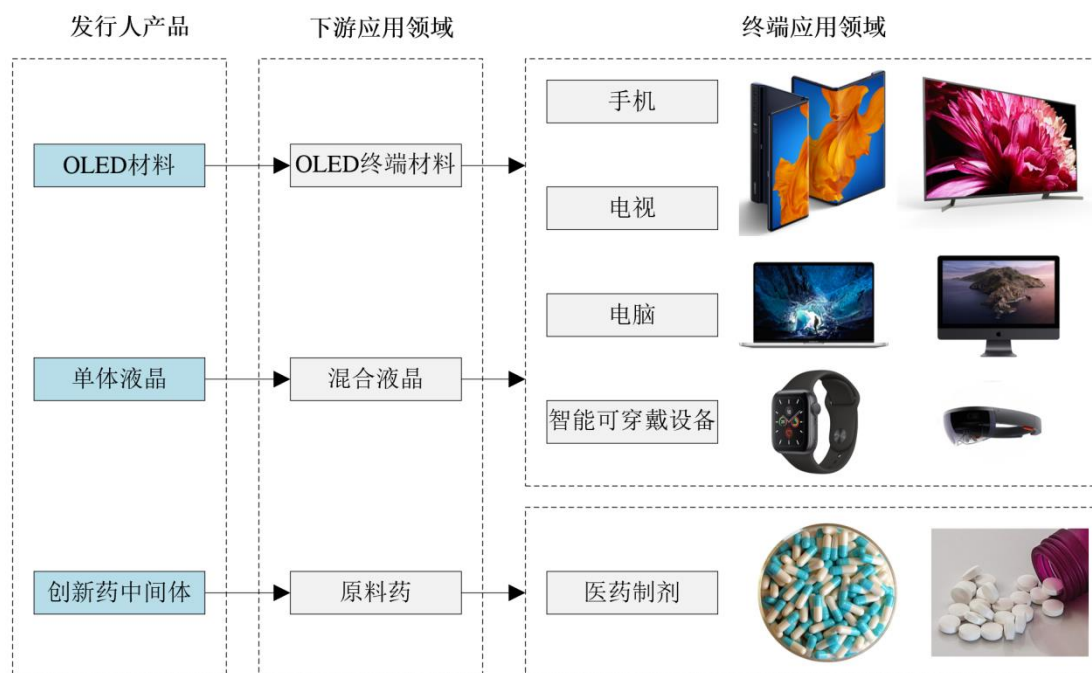 发行人产品
下游应用领域
终端应用领域
手机
OLED材料
OLED终端材料
电视
电脑
单体液晶
混合液晶
智能可穿戴设备
创新药中间体
原料药
医药制剂